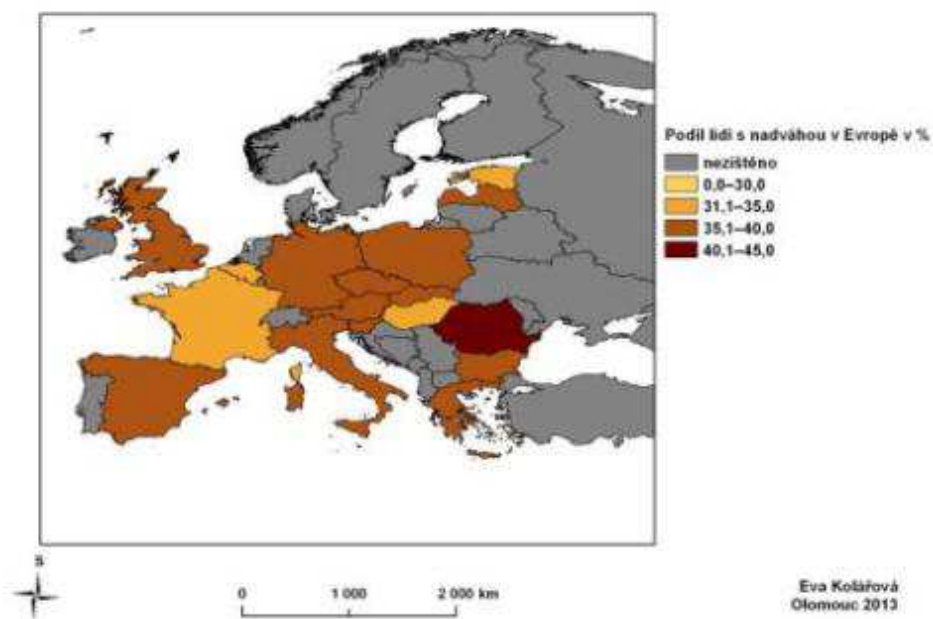 Podíl lidí s nadváhou v Evropě v %
nezištěno
0,0–30,0
31,1–35,0
35,1–40,0
40,1–45,0
S
0 1 000 2 000 km
Eva Kolářová
Olomouc 2013